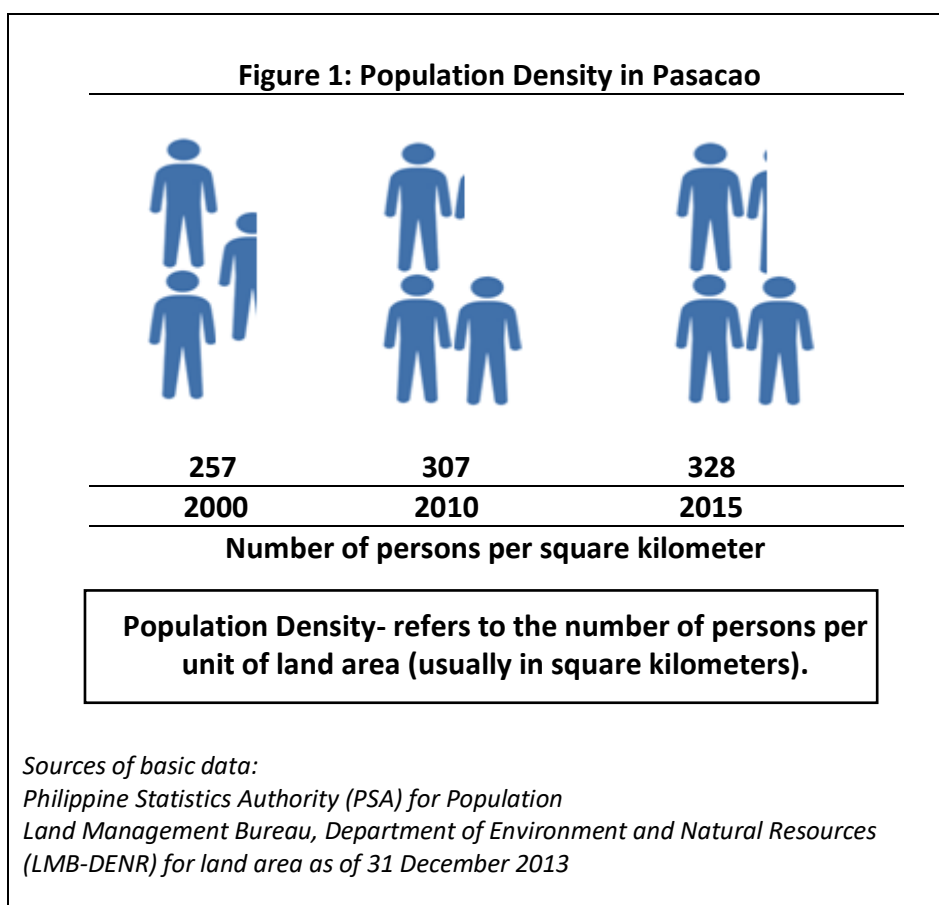 Figure 1: Population Density in Pasacao
257 307 328
2000 2010 2015
Number of persons per square kilometer
Population Density- refers to the number of persons per
unit of land area (usually in square kilometers).
Sources of basic data:
Philippine Statistics Authority (PSA) for Population
Land Management Bureau, Department of Environment and Natural Resources
(LMB-DENR) for land area as of 31 December 2013